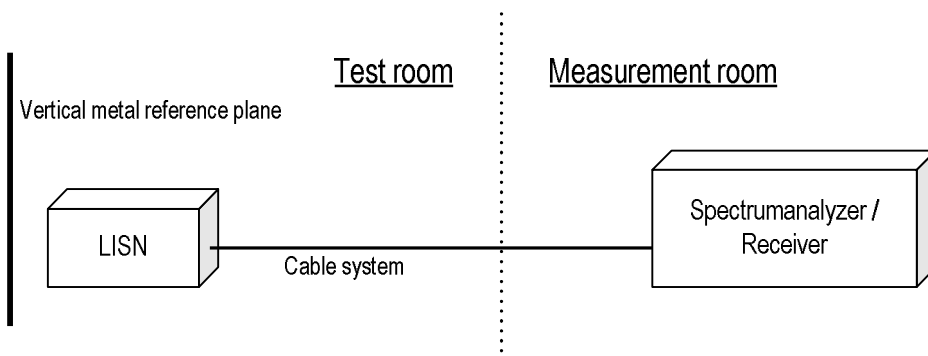 Test room
Measurement room
Vertical metal reference plane
LISN
Cable system
Spectrumanalyzer /
Receiver